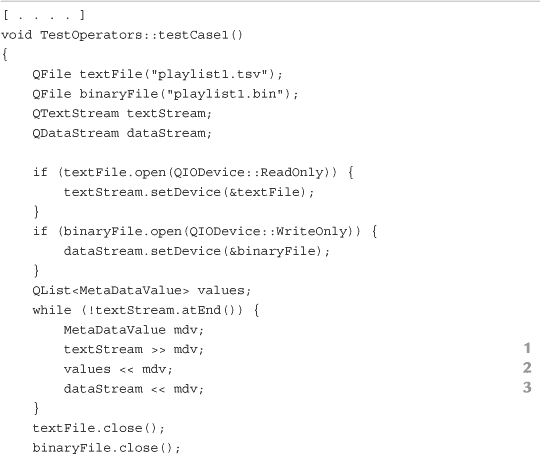 [ . . . . ]
void TestOperators::testCase1()
{
    QFile textFile("playlist1.tsv");
    QFile binaryFile("playlist1.bin");
    QTextStream textStream;
    QDataStream dataStream;

    if (textFile.open(QIODevice::ReadOnly)) {
        textStream.setDevice(&textFile);
    }
    if (binaryFile.open(QIODevice::WriteOnly)) {
        dataStream.setDevice(&binaryFile);
    }
    QList<MetaDataValue> values;
    while (!textStream.atEnd()) {
        MetaDataValue mdv;
        textStream >> mdv; 1
        values << mdv; 2
        dataStream << mdv; 3
    }
    textFile.close();
    binaryFile.close();